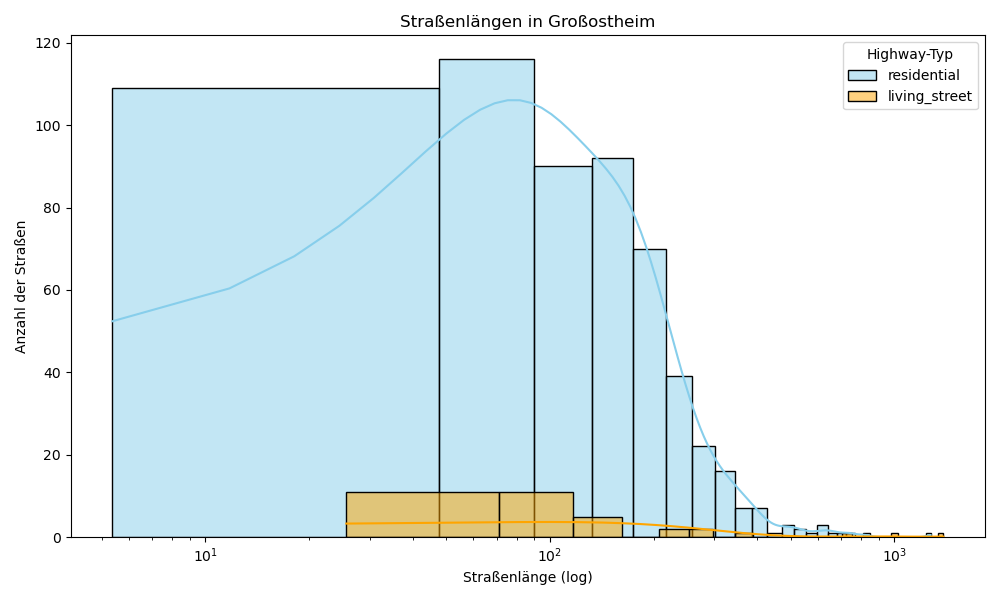 Straßenlängen in Großostheim
Highway-Typ
residential
living_street
Anzahl der Straßen
120
100
80
60
40
20
0
10¹
10²
10³
Straßenlänge (log)